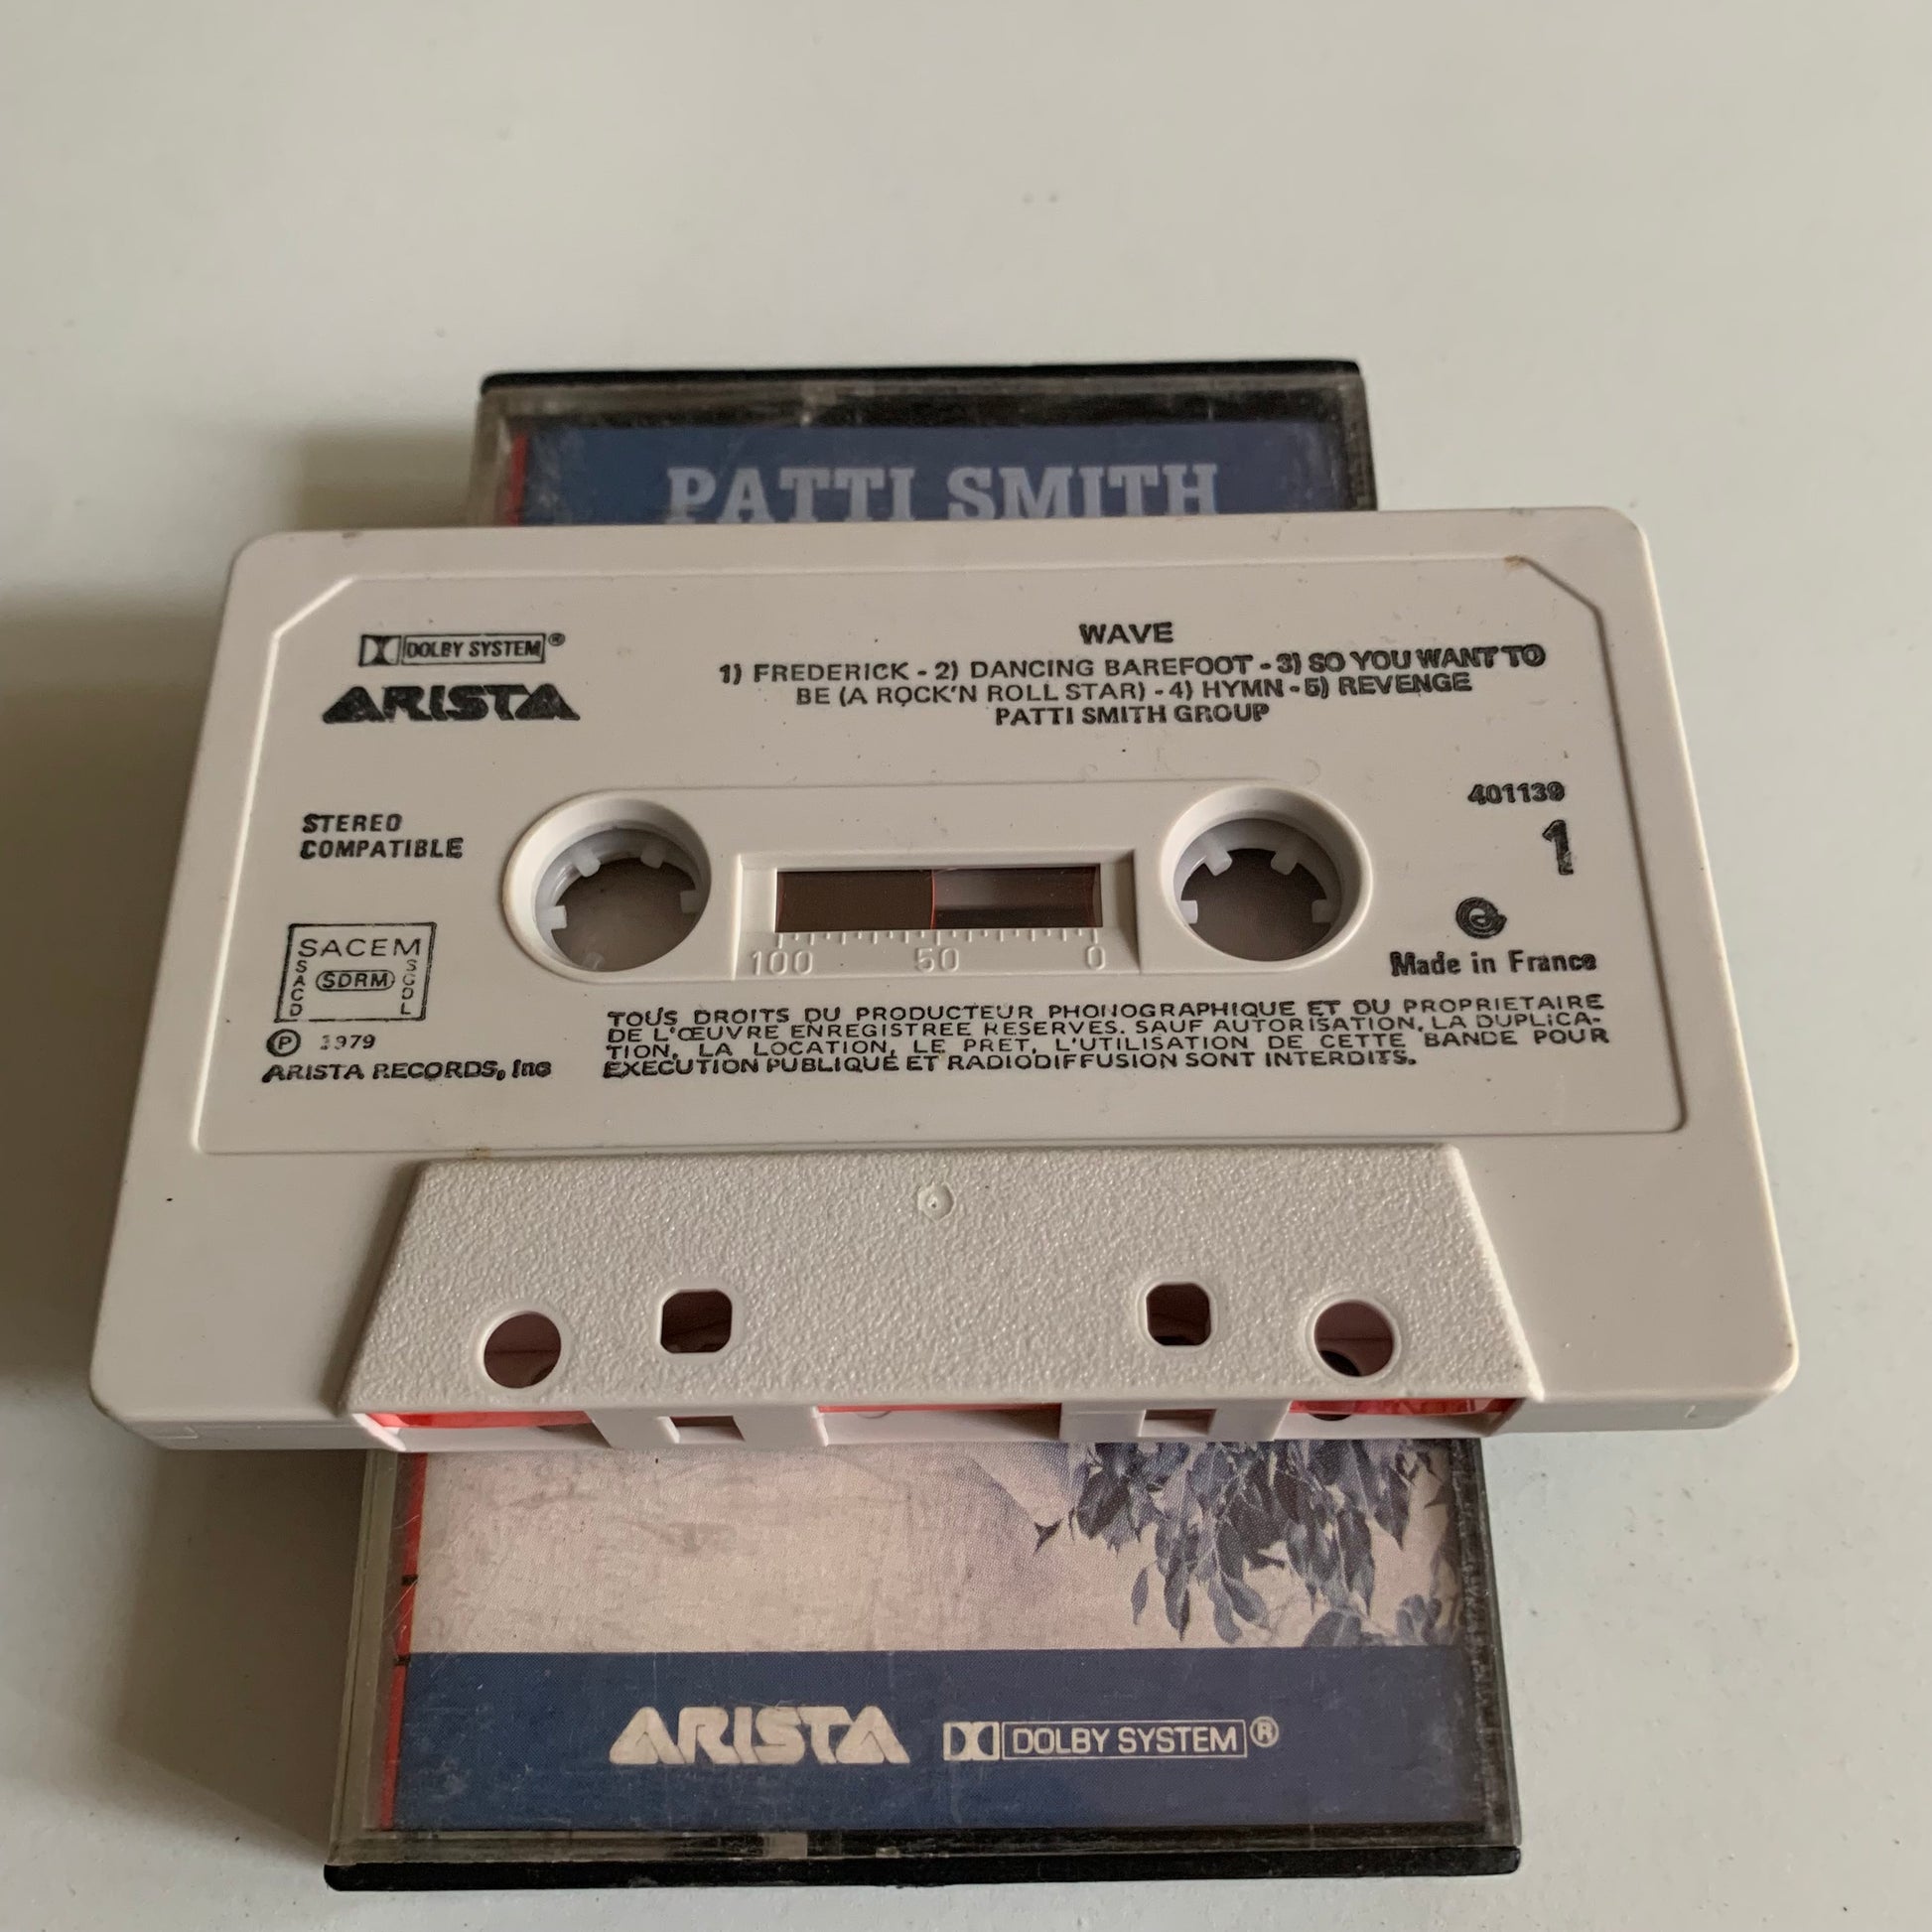 PATTI SMITH
DOLBY SYSTEM®
ARISTA
WAVE
1) FREDERICK - 2) DANCING BAREFOOT - 3) SO YOU WANT TO
BE (A ROCK'N ROLL STAR) - 4) HYMN - 5) REVENGE
PATTI SMITH GROUP
STEREO
COMPATIBLE
401139
1
SACEM
SACD
SDRM
SGDL
Made in France
100 50 0
Ⓟ 1979
ARISTA RECORDS, Inc
TOUS DROITS DU PRODUCTEUR PHONOGRAPHIQUE ET DU PROPRIETAIRE
DE L'ŒUVRE ENREGISTREE RESERVES. SAUF AUTORISATION, LA DUPLICA-
TION, LA LOCATION, LE PRET, L'UTILISATION DE CETTE BANDE POUR
EXECUTION PUBLIQUE ET RADIODIFFUSION SONT INTERDITS.
ARISTA DOLBY SYSTEM®